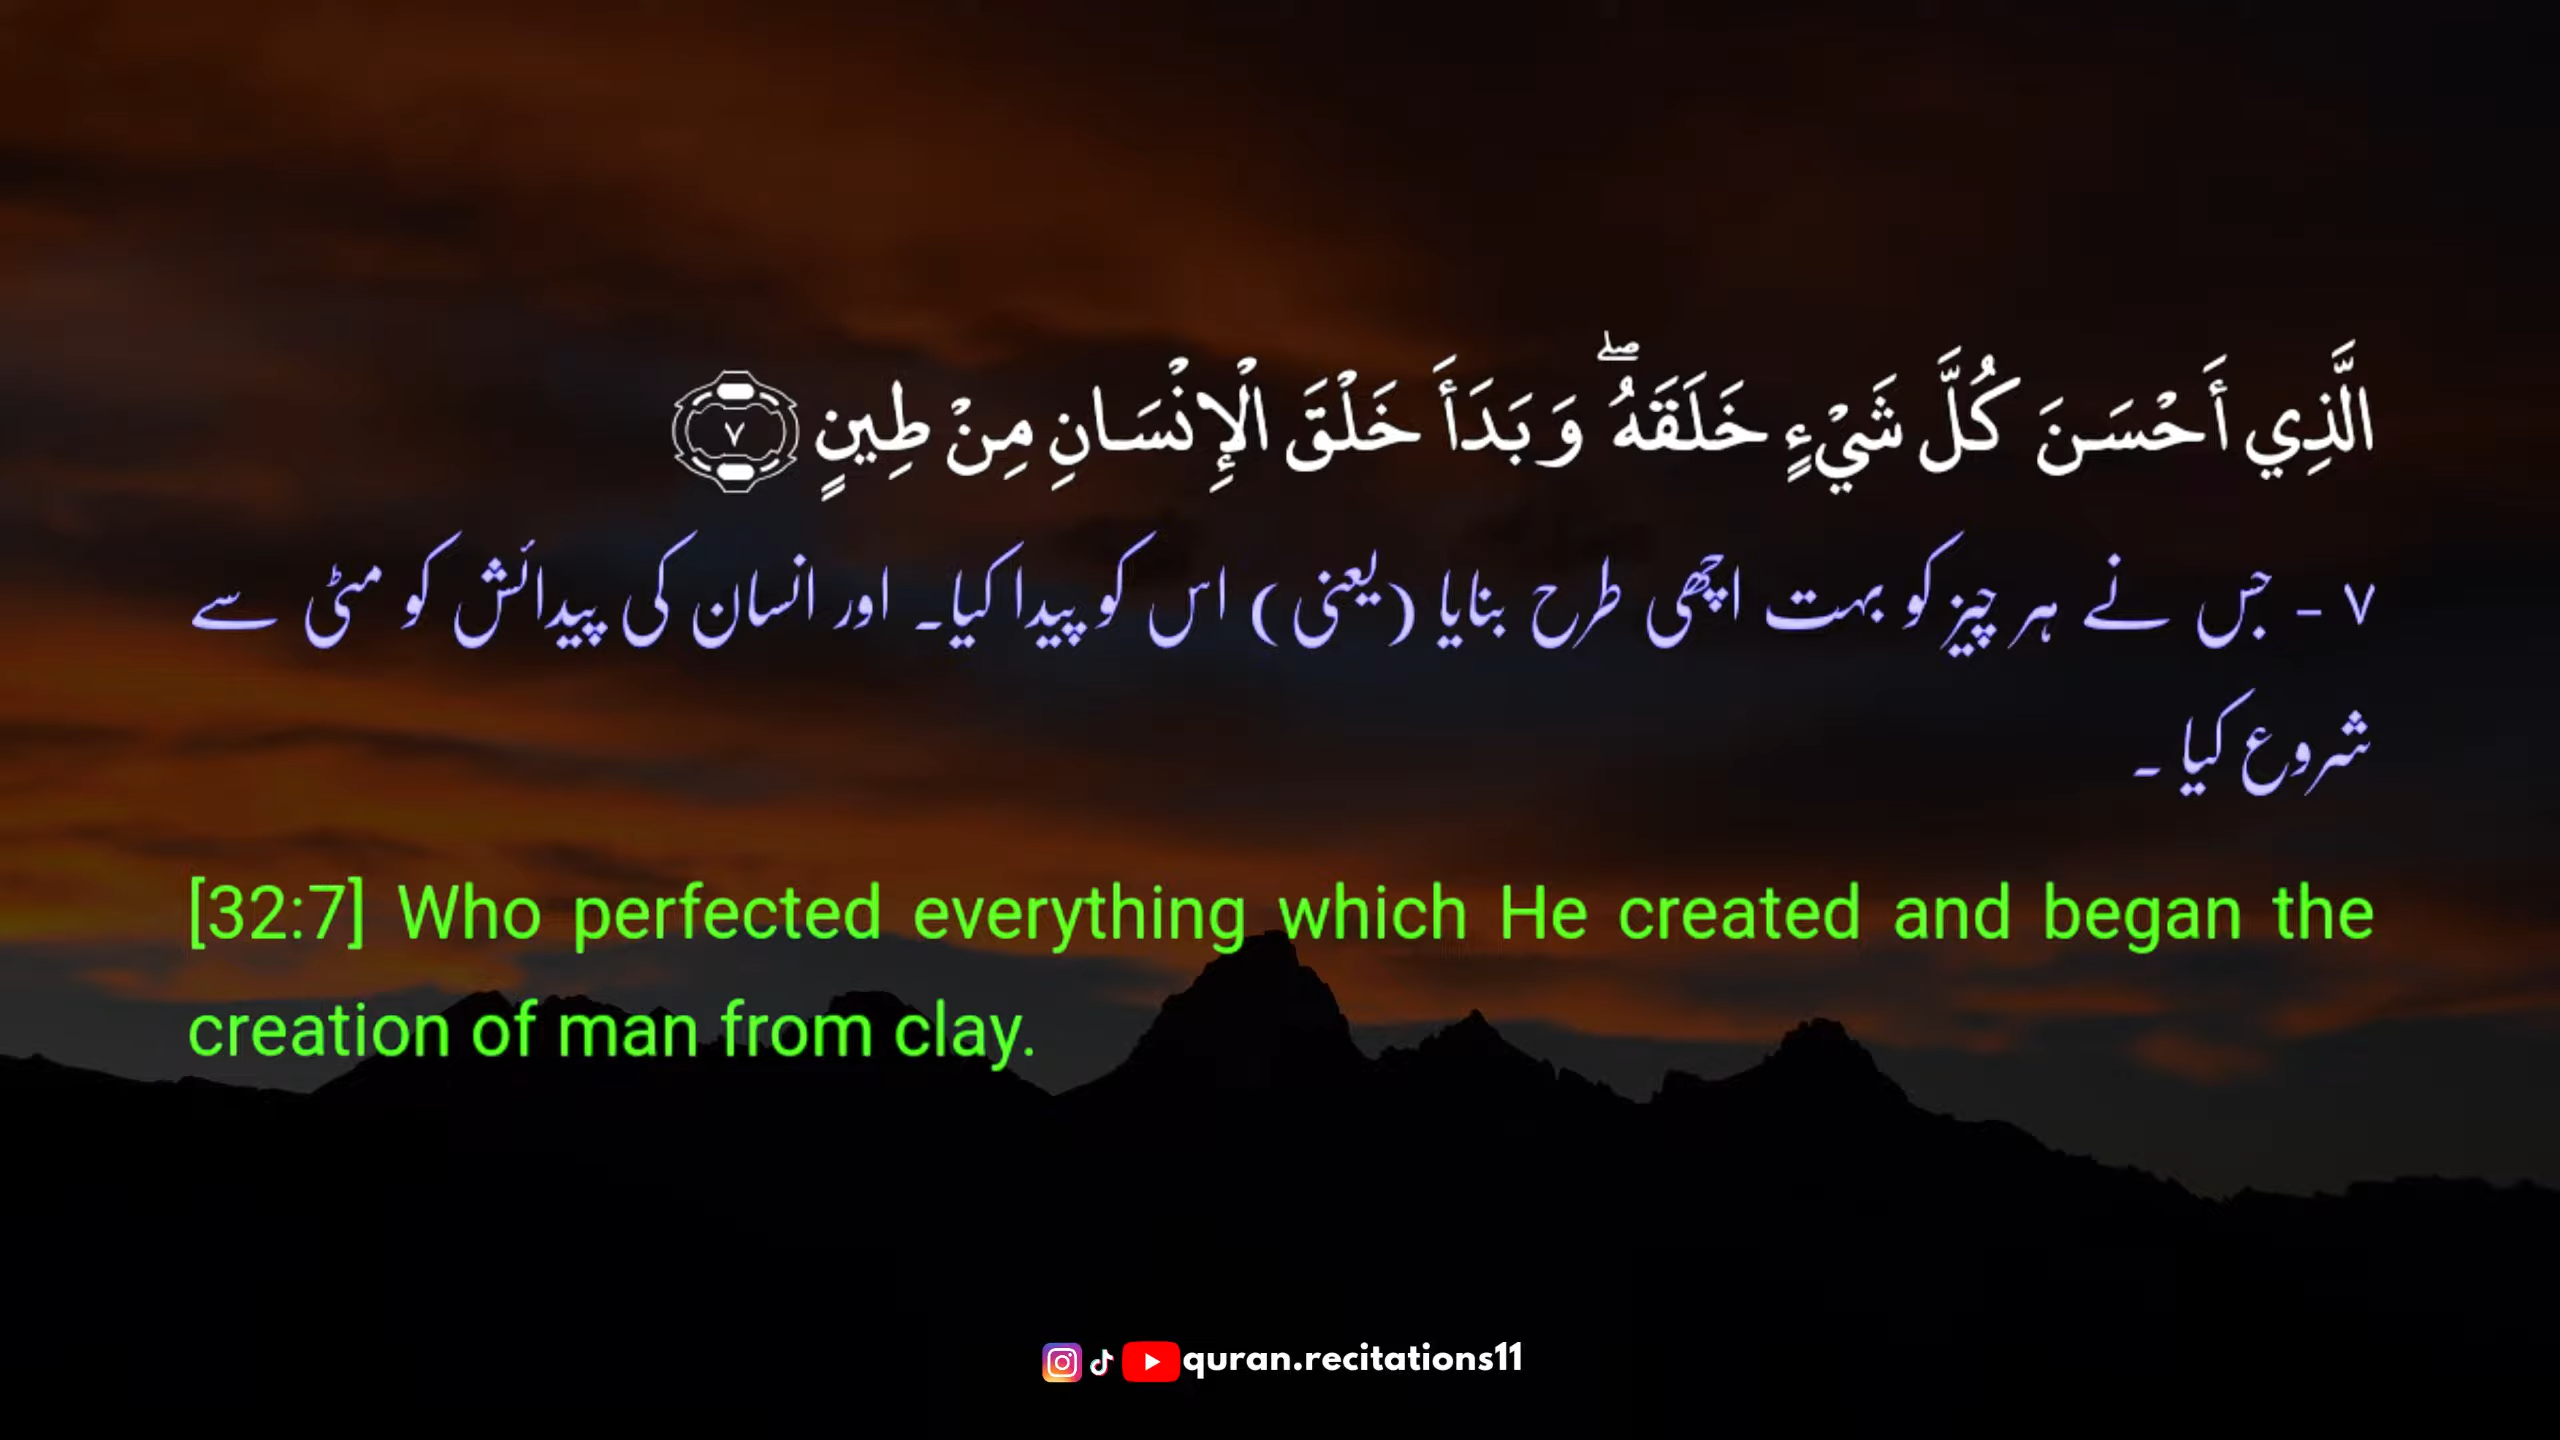 الَّذِي أَحْسَنَ كُلَّ شَيْءٍ خَلَقَهُ ۖ وَبَدَأَ خَلْقَ الْإِنْسَانِ مِنْ طِينٍ ٧
٧ - جس نے ہر چیز کو بہت اچھی طرح بنایا (یعنی) اس کو پیدا کیا۔ اور انسان کی پیدائش کو مٹی سے
شروع کیا ۔
[32:7] Who perfected everything which He created and began the
creation of man from clay.
quran.recitations11